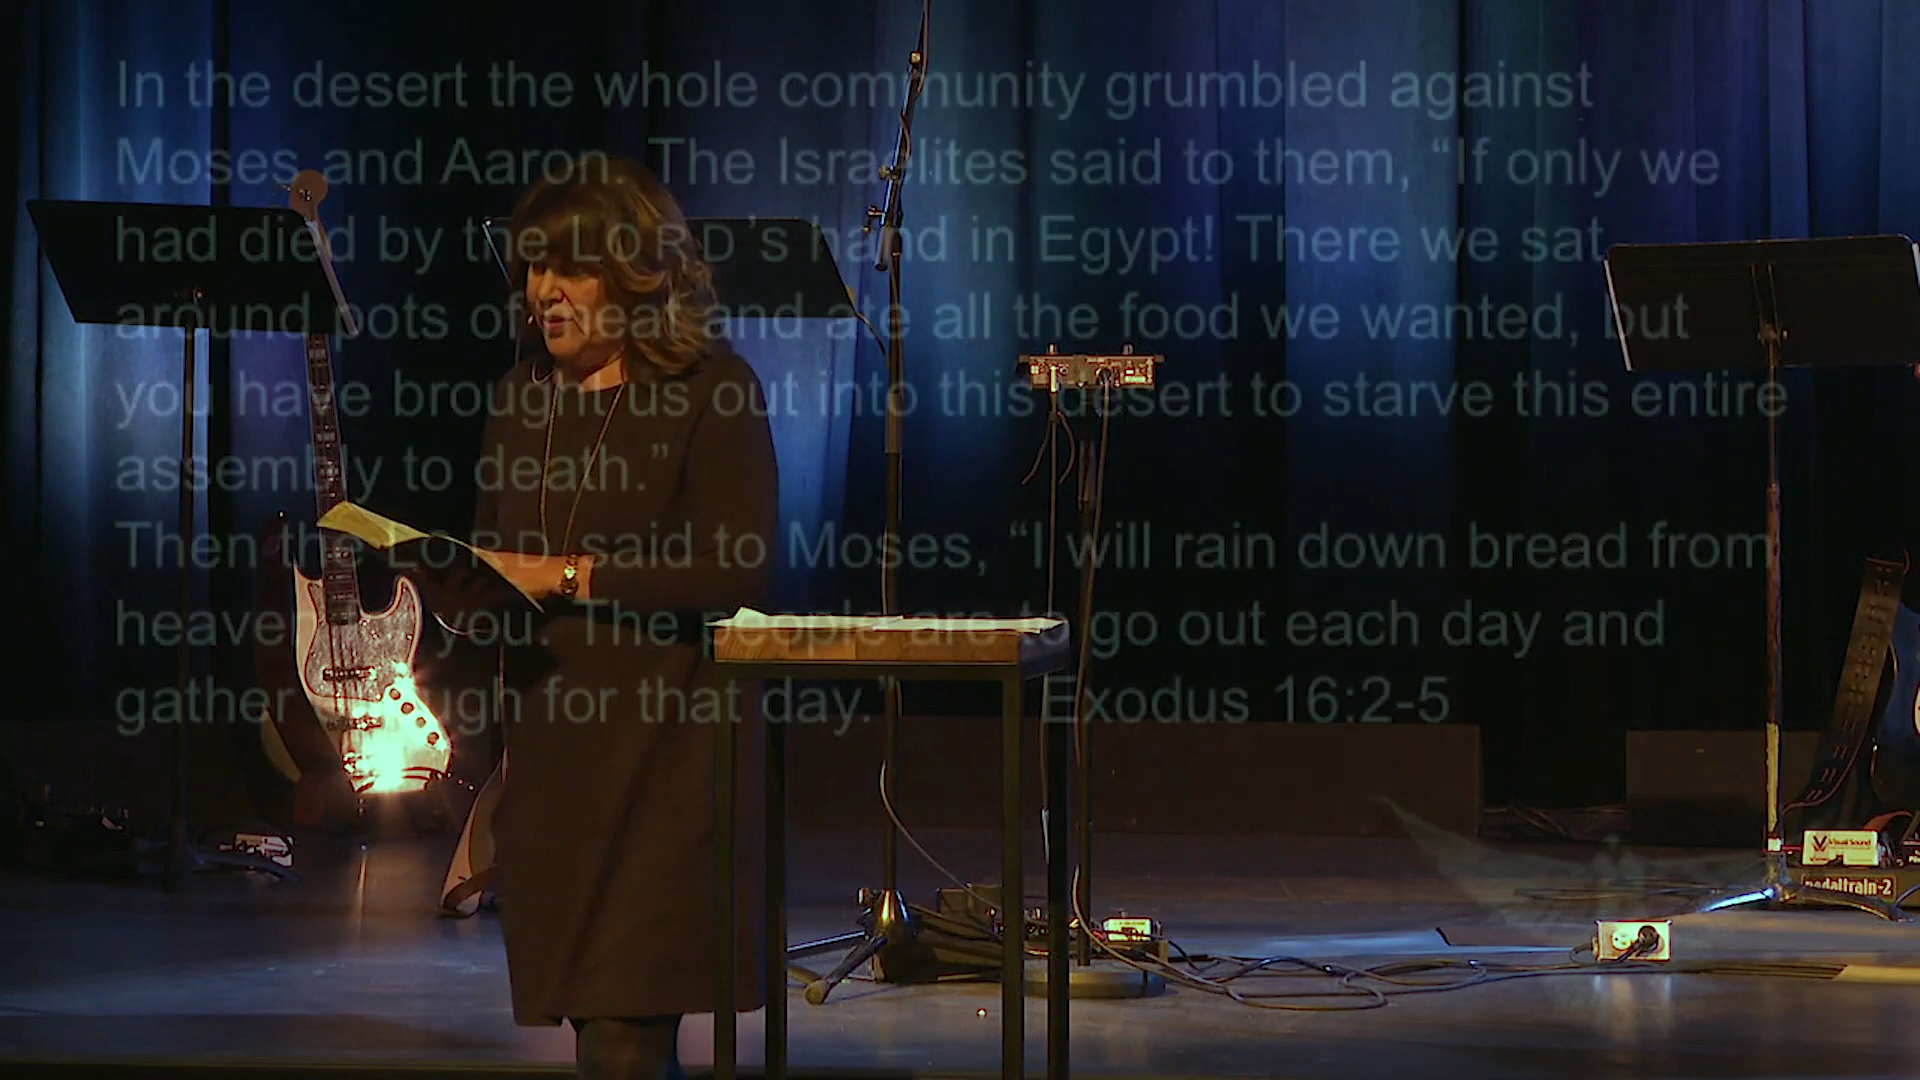 In the desert the whole community grumbled against
Moses and Aaron. The Israelites said to them, “If only we
had died by the LORD’s hand in Egypt! There we sat
around pots of meat and ate all the food we wanted, but
you have brought us out into this desert to starve this entire
assembly to death.”
Then the LORD said to Moses, “I will rain down bread from
heaven you. The people are to go out each day and
gather enough for that day.” Exodus 16:2-5
Visual Sound
pedaltrain-2